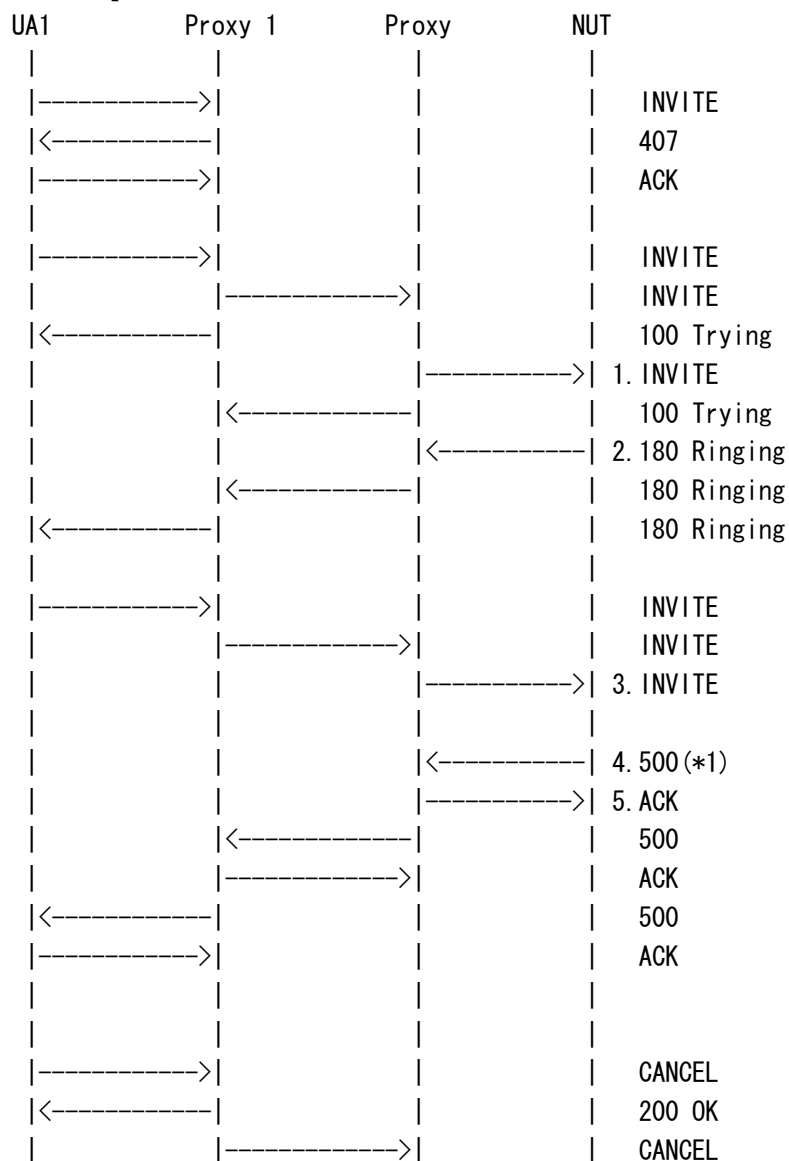 UA1 Proxy 1 Proxy NUT
INVITE
407
ACK
INVITE
INVITE
100 Trying
1. INVITE
100 Trying
2. 180 Ringing
180 Ringing
180 Ringing
INVITE
INVITE
3. INVITE
4. 500(*1)
5. ACK
500
ACK
500
ACK
CANCEL
200 OK
CANCEL